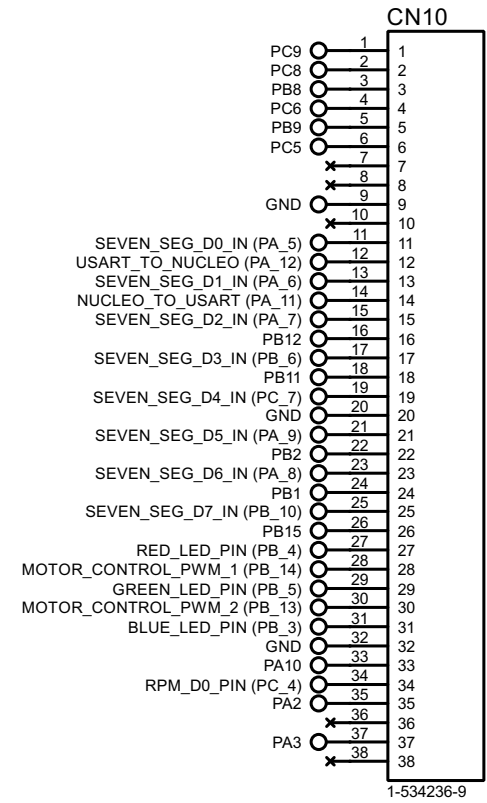 CN10
PC9 1 1
PC8 2 2
PB8 3 3
PC6 4 4
PB9 5 5
PC5 6 6
7 7
8 8
GND 9 9
10 10
SEVEN_SEG_D0_IN (PA_5) 11 11
USART_TO_NUCLEO (PA_12) 12 12
SEVEN_SEG_D1_IN (PA_6) 13 13
NUCLEO_TO_USART (PA_11) 14 14
SEVEN_SEG_D2_IN (PA_7) 15 15
PB12 16 16
SEVEN_SEG_D3_IN (PB_6) 17 17
PB11 18 18
SEVEN_SEG_D4_IN (PC_7) 19 19
GND 20 20
SEVEN_SEG_D5_IN (PA_9) 21 21
PB2 22 22
SEVEN_SEG_D6_IN (PA_8) 23 23
PB1 24 24
SEVEN_SEG_D7_IN (PB_10) 25 25
PB15 26 26
RED_LED_PIN (PB_4) 27 27
MOTOR_CONTROL_PWM_1 (PB_14) 28 28
GREEN_LED_PIN (PB_5) 29 29
MOTOR_CONTROL_PWM_2 (PB_13) 30 30
BLUE_LED_PIN (PB_3) 31 31
GND 32 32
PA10 33 33
RPM_D0_PIN (PC_4) 34 34
PA2 35 35
36 36
PA3 37 37
38 38
1-534236-9